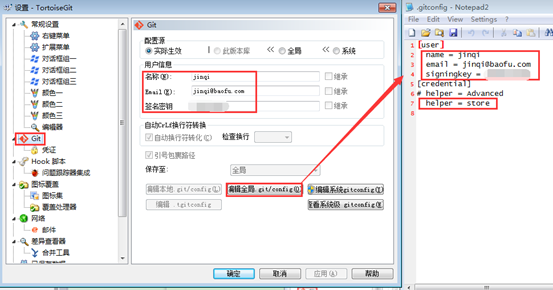 设置 - TortoiseGit
常规设置
右键菜单
扩展菜单
对话框组一
对话框组二
对话框组三
颜色一
颜色二
颜色三
编辑器
Git
凭证
Hook 脚本
问题跟踪器集成
图标覆盖
图标集
覆盖处理器
网络
邮件
差异查看器
合并工具
Git
配置源
实际生效 | 此版本库 << 全局 << 系统
用户信息
名称(M): jinqi 继承
Email(E): jinqi@baofu.com 继承
签名密钥 继承
自动CrLf换行符转换
自动换行符转化(C) 检查换行
引号包裹路径
保存至: 全局
编辑本地 .git/config(L) 编辑全局 .git/config(O) 编辑系统gitconfig(I)
编辑 .tgitconfig 查看系统级 gitconfig(Y)
确定 取消 应用(A) 帮助
.gitconfig - Notepad2
File Edit View Settings ?
1 [user]
2 name = jinqi
3 email = jinqi@baofu.com
4 signingkey =
5 [credential]
6 # helper = Advanced
7 helper = store
8